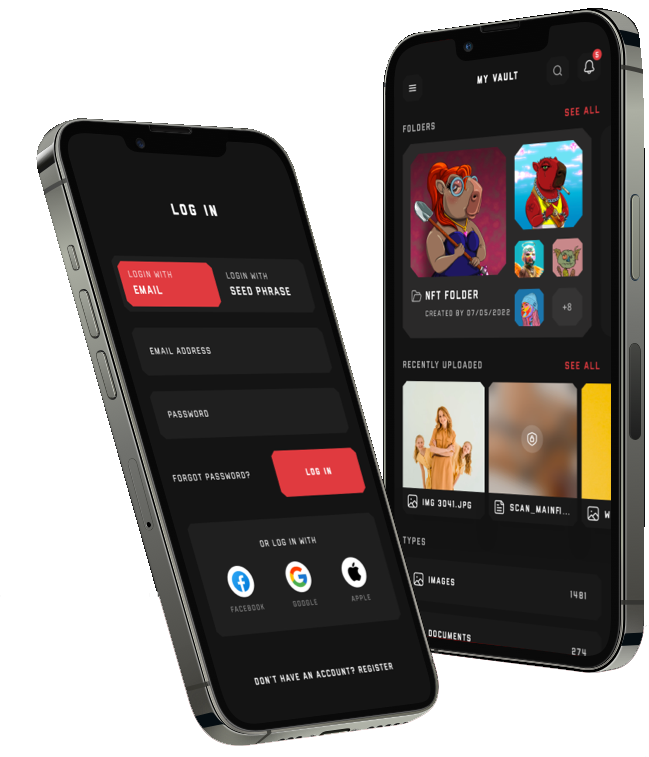 LOG IN
LOGIN WITH
EMAIL
LOGIN WITH
SEED PHRASE
EMAIL ADDRESS
PASSWORD
FORGOT PASSWORD?
LOG IN
OR LOG IN WITH
FACEBOOK
GOOGLE
APPLE
DON'T HAVE AN ACCOUNT? REGISTER
MY VAULT
5
FOLDERS
SEE ALL
NFT FOLDER
CREATED BY 07/05/2022
+8
RECENTLY UPLOADED
SEE ALL
IMG 3041.JPG
SCAN_MAINFI...
W
TYPES
IMAGES
1481
DOCUMENTS
274